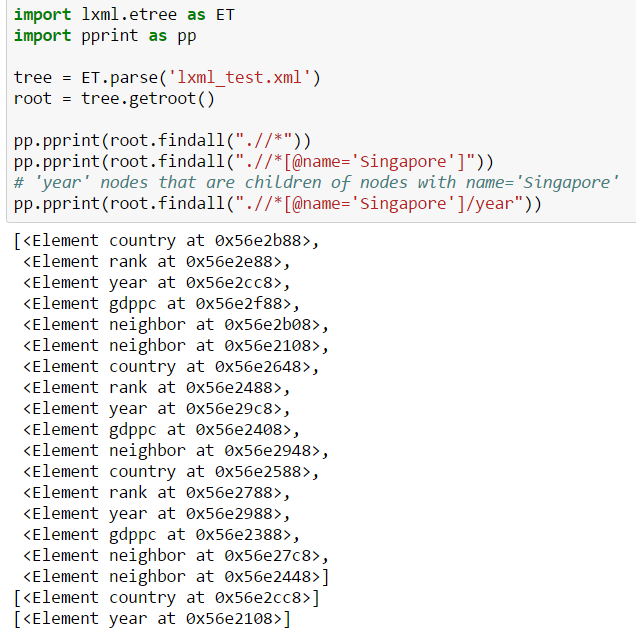 import lxml.etree as ET
import pprint as pp
tree = ET.parse('lxml_test.xml')
root = tree.getroot()
pp.pprint(root.findall(".//*"))
pp.pprint(root.findall(".//*[@name='Singapore']"))
# 'year' nodes that are children of nodes with name='Singapore'
pp.pprint(root.findall(".//*[@name='Singapore']/year"))
[<Element country at 0x56e2b88>,
<Element rank at 0x56e2e88>,
<Element year at 0x56e2cc8>,
<Element gdppc at 0x56e2f88>,
<Element neighbor at 0x56e2b08>,
<Element neighbor at 0x56e2108>,
<Element country at 0x56e2648>,
<Element rank at 0x56e2488>,
<Element year at 0x56e29c8>,
<Element gdppc at 0x56e2408>,
<Element neighbor at 0x56e2948>,
<Element country at 0x56e2588>,
<Element rank at 0x56e2788>,
<Element year at 0x56e2988>,
<Element gdppc at 0x56e2388>,
<Element neighbor at 0x56e27c8>,
<Element neighbor at 0x56e2448>]
[<Element country at 0x56e2cc8>]
[<Element year at 0x56e2108>]